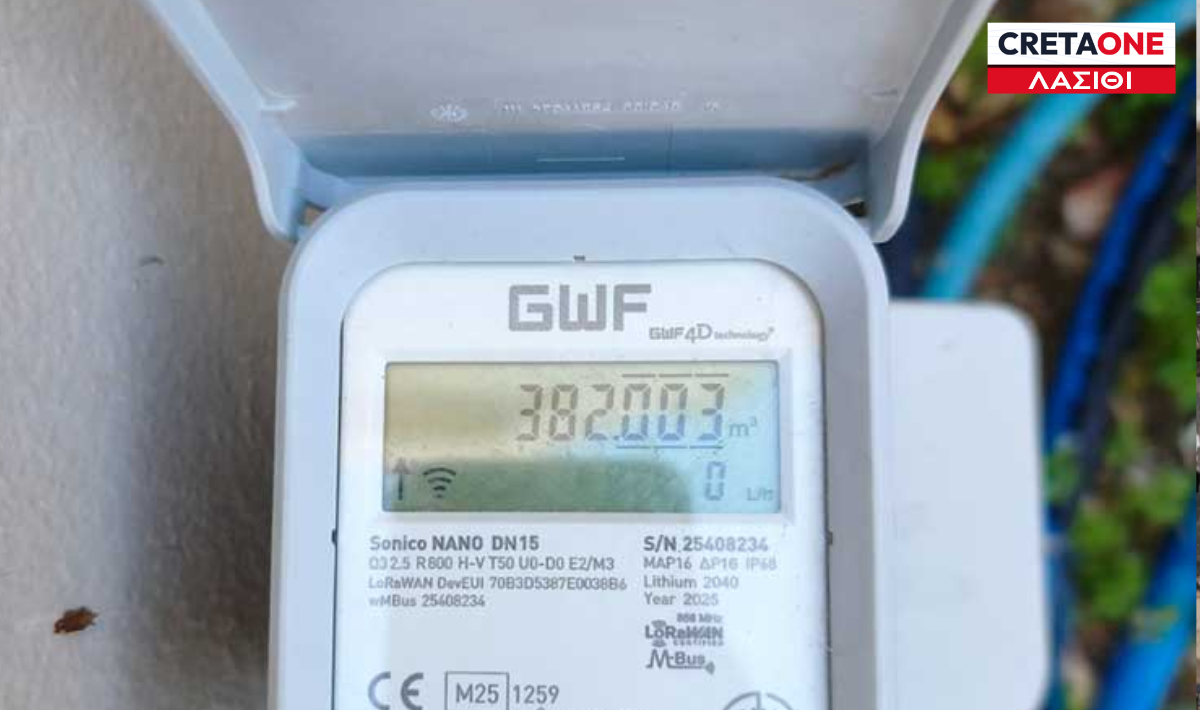 CRETAONE
ΛΑΣΙΘΙ
GWF
GWF4D technology
382.003 m³
0 L/h
Sonico NANO DN15
Q3 2.5 R800 H-V T50 U0-D0 E2/M3
LoRaWAN DevEUI 70B3D5387E0038B6
wMBus 25408234
S/N 25408234
MAP16 ΔP16 IP68
Lithium 2040
Year 2025
868 MHz
LoRaWAN
CERTIFIED
M-Bus
CE M25 1259